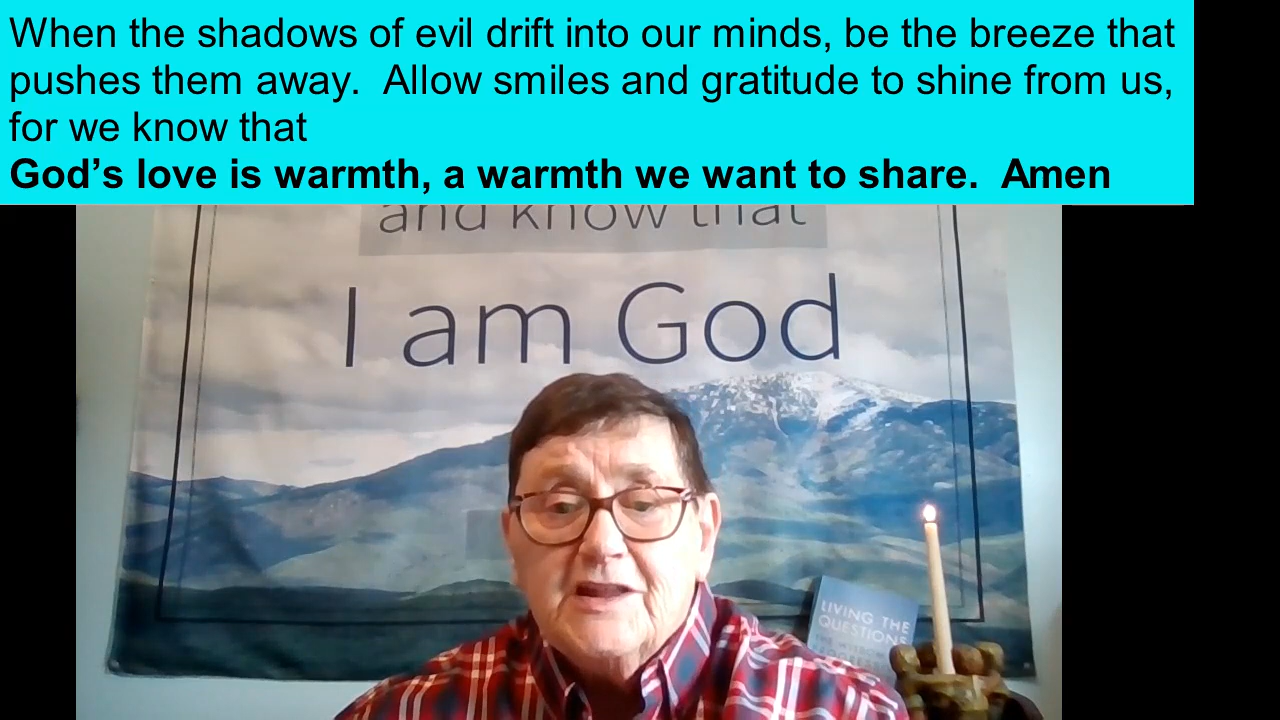 When the shadows of evil drift into our minds, be the breeze that
pushes them away.  Allow smiles and gratitude to shine from us,
for we know that
God’s love is warmth, a warmth we want to share.  Amen
and know that
I am God
LIVING THE
QUESTIONS